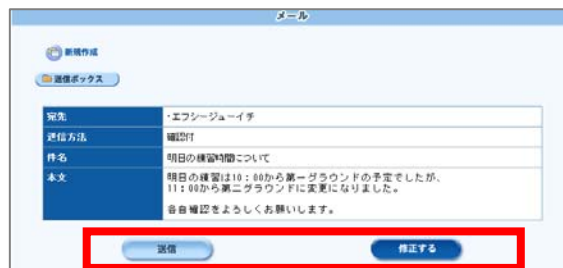 メール
新規作成
送信ボックス
宛先 ・エフシージューイチ
送信方法 確認付
件名 明日の練習時間について
本文 明日の練習は10：00から第一グラウンドの予定でしたが、
11：00から第二グラウンドに変更になりました。
各自確認をよろしくお願いします。
送信 修正する